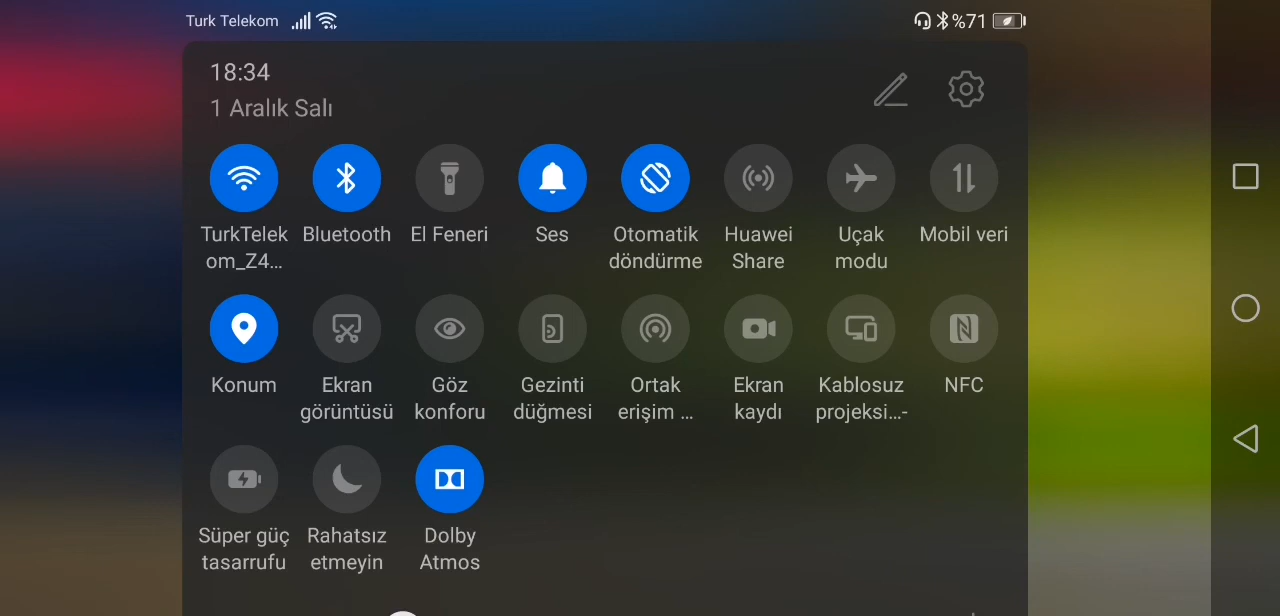 Turk Telekom
%71
18:34
1 Aralık Salı
TurkTelek
om_Z4...
Bluetooth
El Feneri
Ses
Otomatik
döndürme
Huawei
Share
Uçak
modu
Mobil veri
Konum
Ekran
görüntüsü
Göz
konforu
Gezinti
düğmesi
Ortak
erişim ...
Ekran
kaydı
Kablosuz
projeksi...-
NFC
Süper güç
tasarrufu
Rahatsız
etmeyin
Dolby
Atmos